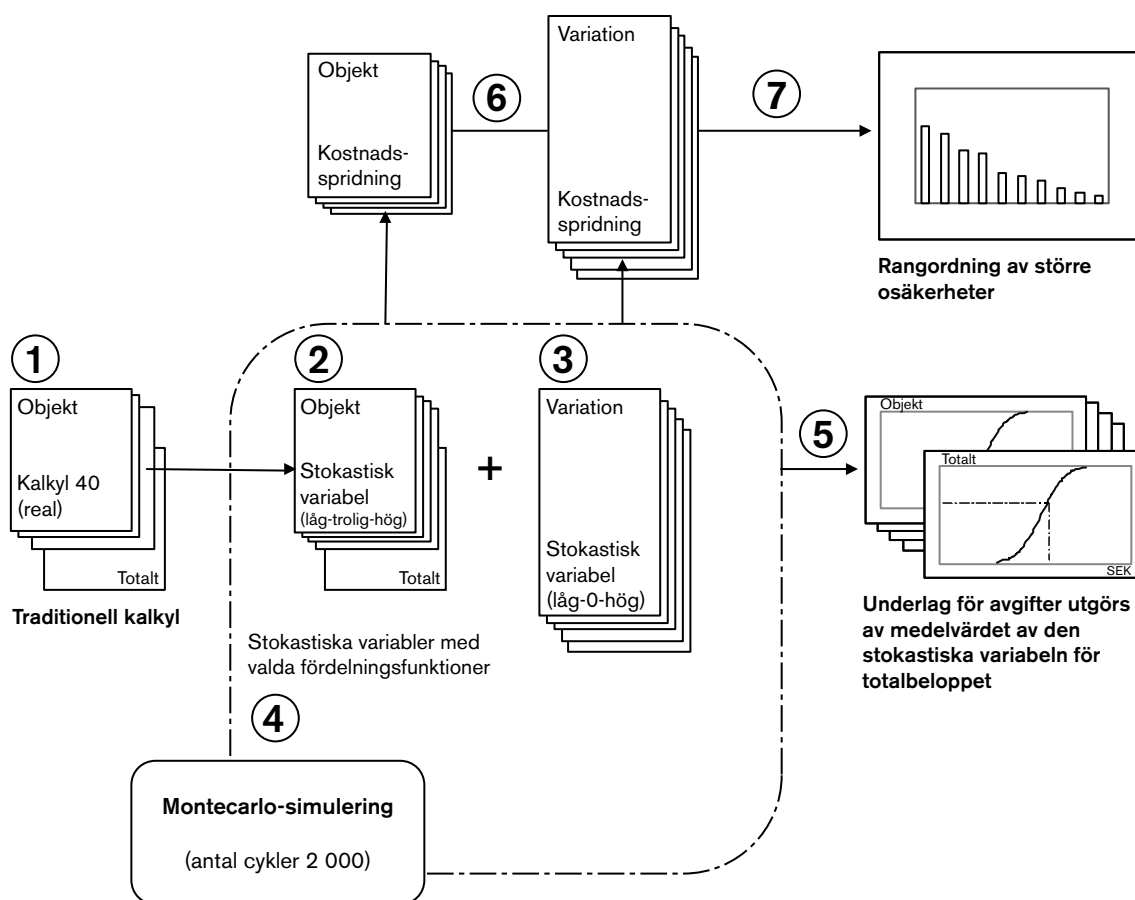 Objekt
Kostnads-
spridning
6
Variation
Kostnads-
spridning
7
Rangordning av större
osäkerheter
1
Objekt
Kalkyl 40
(real)
Totalt
Traditionell kalkyl
2
Objekt
Stokastisk
variabel
(låg-trolig-hög)
Totalt
+
3
Variation
Stokastisk
variabel
(låg-0-hög)
Stokastiska variabler med
valda fördelningsfunktioner
4
Montecarlo-simulering
(antal cykler 2 000)
5
Objekt
Totalt
SEK
Underlag för avgifter utgörs
av medelvärdet av den
stokastiska variabeln för
totalbeloppet